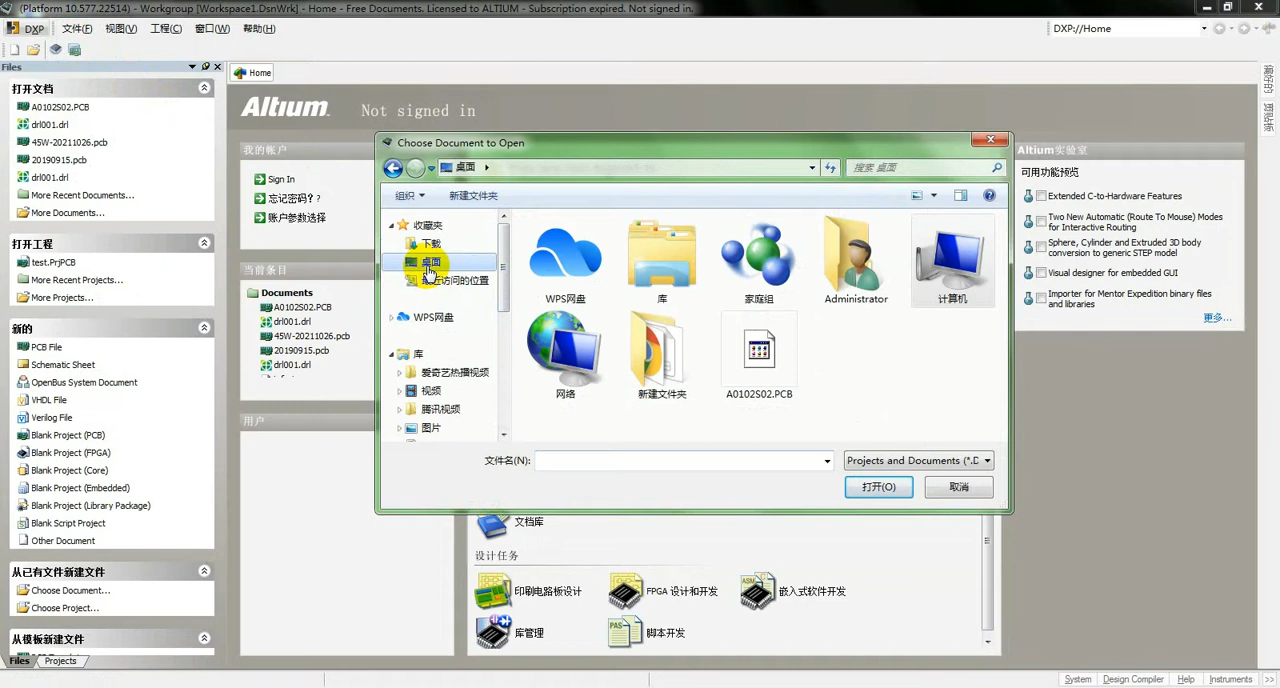 (Platform 10.577.22514) - Workgroup [Workspace1.DsnWrk] - Home - Free Documents. Licensed to ALTIUM - Subscription expired. Not signed in.
DXP 文件(F) 视图(V) 工程(C) 窗口(W) 帮助(H)
DXP://Home
Files
Home
打开文档
A0102S02.PCB
drl001.drl
45W-20211026.pcb
20190915.pcb
drl001.drl
More Recent Documents...
More Documents...
打开工程
test.PrjPCB
More Recent Projects...
More Projects...
新的
PCB File
Schematic Sheet
OpenBus System Document
VHDL File
Verilog File
Blank Project (PCB)
Blank Project (FPGA)
Blank Project (Core)
Blank Project (Embedded)
Blank Project (Library Package)
Blank Script Project
Other Document
从已有文件新建文件
Choose Document...
Choose Project...
从模板新建文件
Files Projects
Altium Not signed in
我的帐户
Sign In
忘记密码??
账户参数选择
当前条目
Documents
A0102S02.PCB
drl001.drl
45W-20211026.pcb
20190915.pcb
drl001.drl
用户
Choose Document to Open
桌面
搜索 桌面
组织 新建文件夹
收藏夹
下载
桌面
最近访问的位置
WPS网盘
库
爱奇艺热播视频
视频
腾讯视频
图片
WPS网盘
库
家庭组
Administrator
计算机
网络
新建文件夹
A0102S02.PCB
文件名(N):
Projects and Documents (*.D
打开(O)
取消
文档库
设计任务
印刷电路板设计
FPGA 设计和开发
嵌入式软件开发
库管理
脚本开发
Altium实验室
可用功能预览
Extended C-to-Hardware Features
Two New Automatic (Route To Mouse) Modes
for Interactive Routing
Sphere, Cylinder and Extruded 3D body
conversion to generic STEP model
Visual designer for embedded GUI
Importer for Mentor Expedition binary files
and libraries
更多...
偏好的
剪贴板
System Design Compiler Help Instruments >>